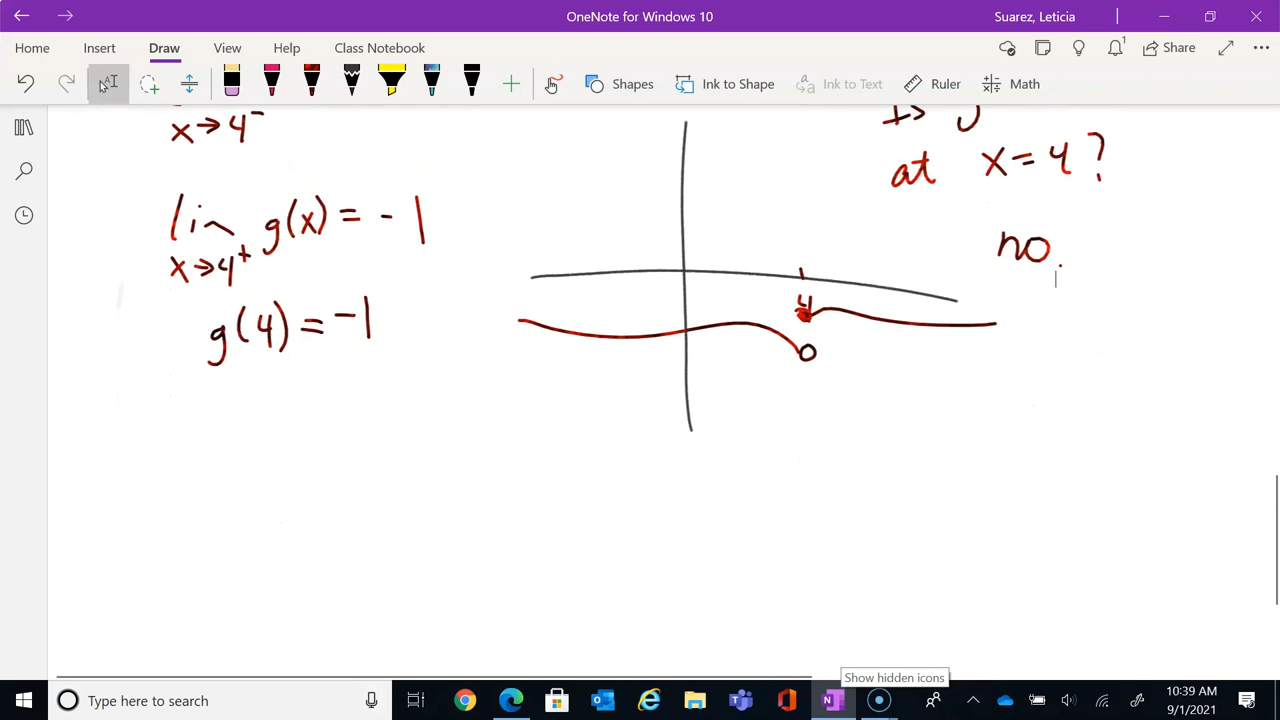 OneNote for Windows 10
Suarez, Leticia
Home Insert Draw View Help Class Notebook
1
Share
Shapes
Ink to Shape
Ink to Text
Ruler
Math
x→4⁻
lim g(x) = -1
x→4⁺
g(4) = -1
4
at x=4?
no.
Show hidden icons
Type here to search
10:39 AM
9/1/2021